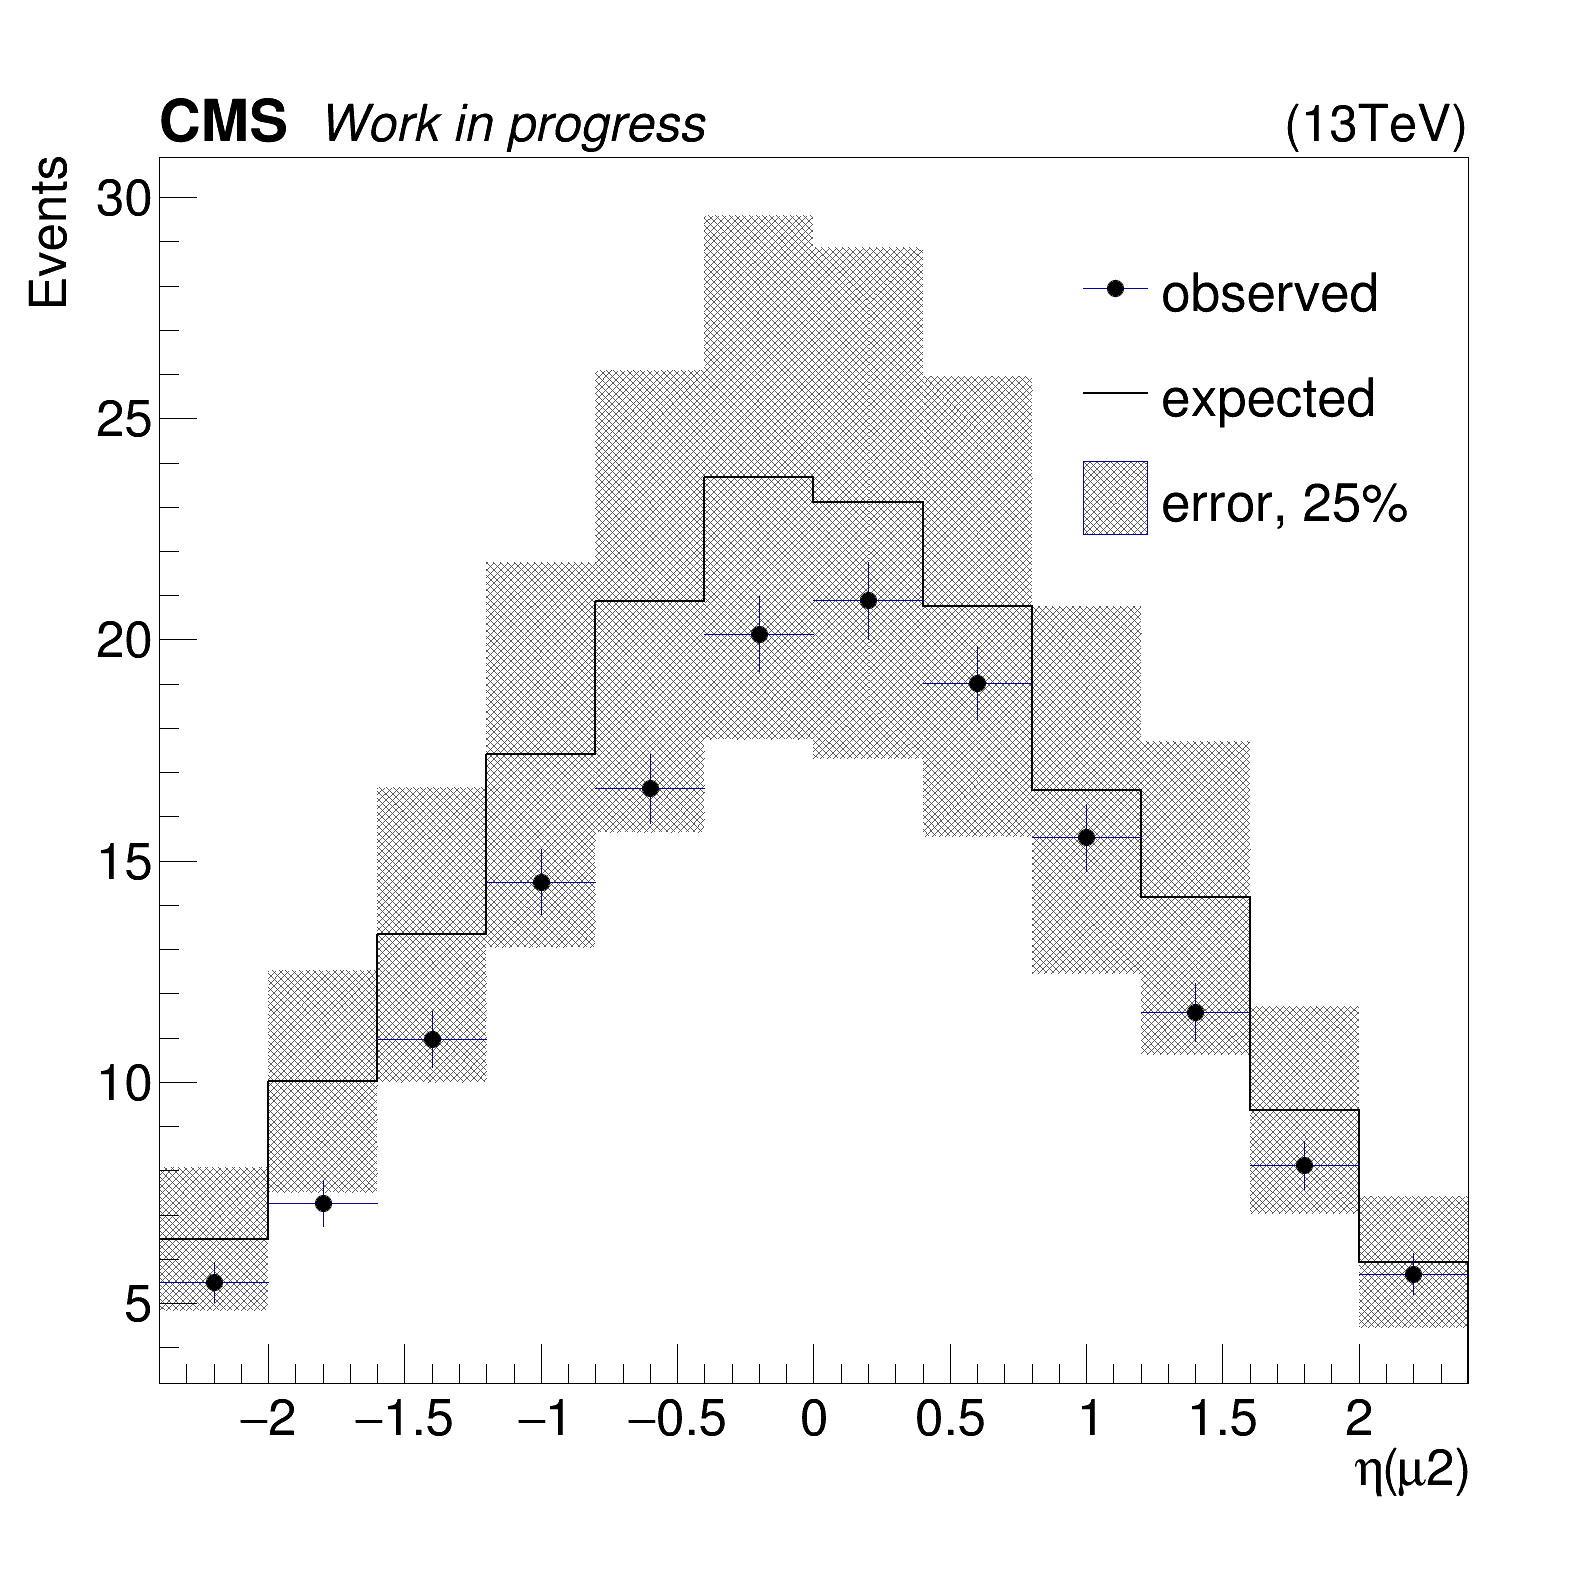 CMS Work in progress (13TeV)
Events
30
25
20
15
10
5
observed
expected
error, 25%
−2 −1.5 −1 −0.5 0 0.5 1 1.5 2
η(μ2)